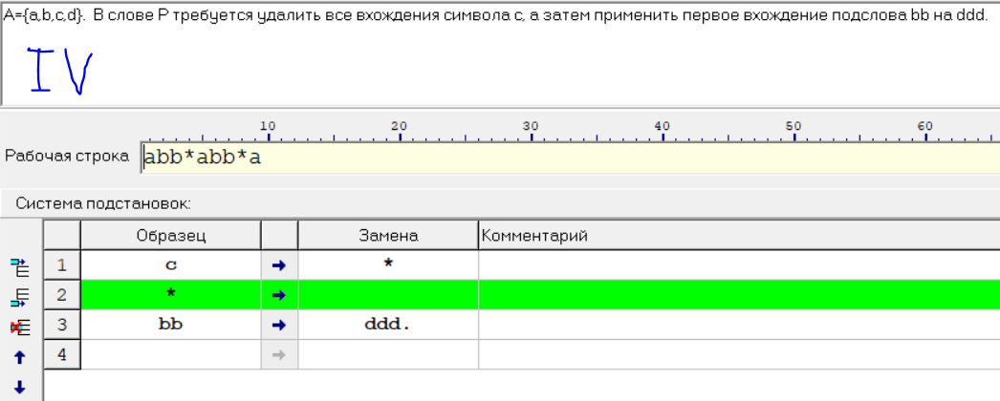 A={a,b,c,d}. В слове P требуется удалить все вхождения символа c, а затем применить первое вхождение подслова bb на ddd.
IV
10 20 30 40 50 60
Рабочая строка abb*abb*a
Система подстановок:
Образец Замена Комментарий
1 c → *
2 * →
3 bb → ddd.
4 →